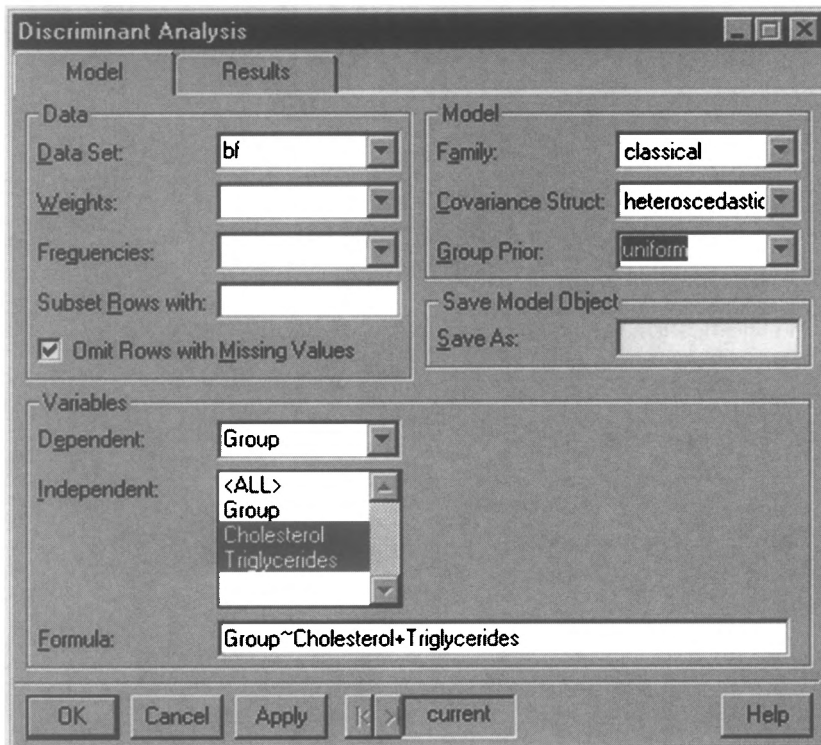 Discriminant Analysis
Model
Results
Data
Data Set:
bf
Weights:
Frequencies:
Subset Rows with:
Omit Rows with Missing Values
Model
Family:
classical
Covariance Struct:
heteroscedastic
Group Prior:
uniform
Save Model Object
Save As:
Variables
Dependent:
Group
Independent:
<ALL>
Group
Cholesterol
Triglycerides
Formula:
Group~Cholesterol+Triglycerides
OK
Cancel
Apply
current
Help